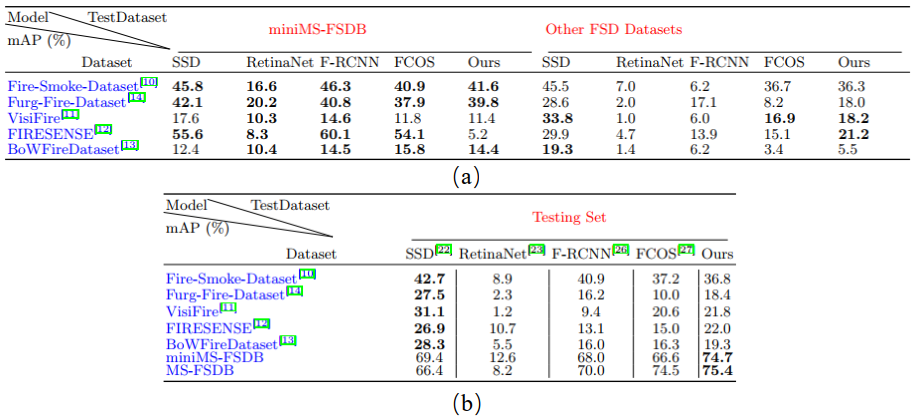 Model TestDataset miniMS-FSDB Other FSD Datasets
mAP (%)
Dataset SSD RetinaNet F-RCNN FCOS Ours SSD RetinaNet F-RCNN FCOS Ours
Fire-Smoke-Dataset[10] 45.8 16.6 46.3 40.9 41.6 45.5 7.0 6.2 36.7 36.3
Furg-Fire-Dataset[14] 42.1 20.2 40.8 37.9 39.8 28.6 2.0 17.1 8.2 18.0
VisiFire[11] 17.6 10.3 14.6 11.8 11.4 33.8 1.0 6.0 16.9 18.2
FIRESENSE[12] 55.6 8.3 60.1 54.1 5.2 29.9 4.7 13.9 15.1 21.2
BoWFireDataset[13] 12.4 10.4 14.5 15.8 14.4 19.3 1.4 6.2 3.4 5.5
(a)
Model TestDataset Testing Set
mAP (%)
Dataset SSD[22] RetinaNet[23] F-RCNN[26] FCOS[27] Ours
Fire-Smoke-Dataset[10] 42.7 8.9 40.9 37.2 36.8
Furg-Fire-Dataset[14] 27.5 2.3 16.2 10.0 18.4
VisiFire[11] 31.1 1.2 9.4 20.6 21.8
FIRESENSE[12] 26.9 10.7 13.1 15.0 22.0
BoWFireDataset[13] 28.3 5.5 16.0 16.3 19.3
miniMS-FSDB 69.4 12.6 68.0 66.6 74.7
MS-FSDB 66.4 8.2 70.0 74.5 75.4
(b)